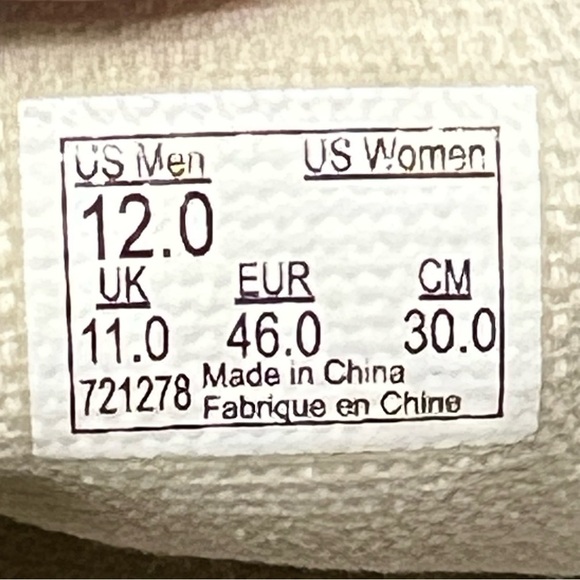 US Men US Women
12.0
UK EUR CM
11.0 46.0 30.0
721278 Made in China
Fabrique en Chine